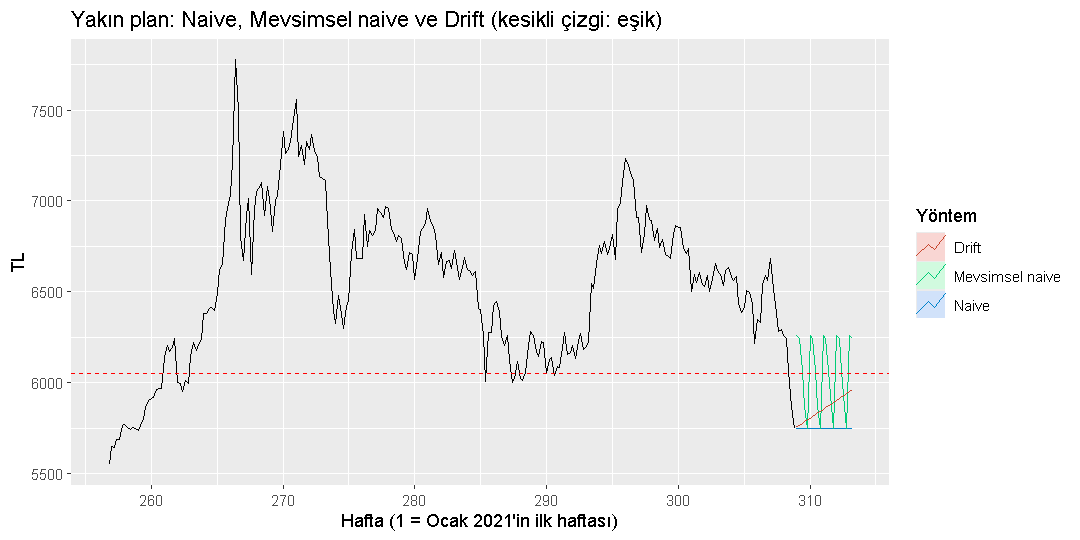 Yakın plan: Naive, Mevsimsel naive ve Drift (kesikli çizgi: eşik)
7500
7000
6500
6000
5500
TL
260
270
280
290
300
310
Hafta (1 = Ocak 2021'in ilk haftası)
Yöntem
Drift
Mevsimsel naive
Naive